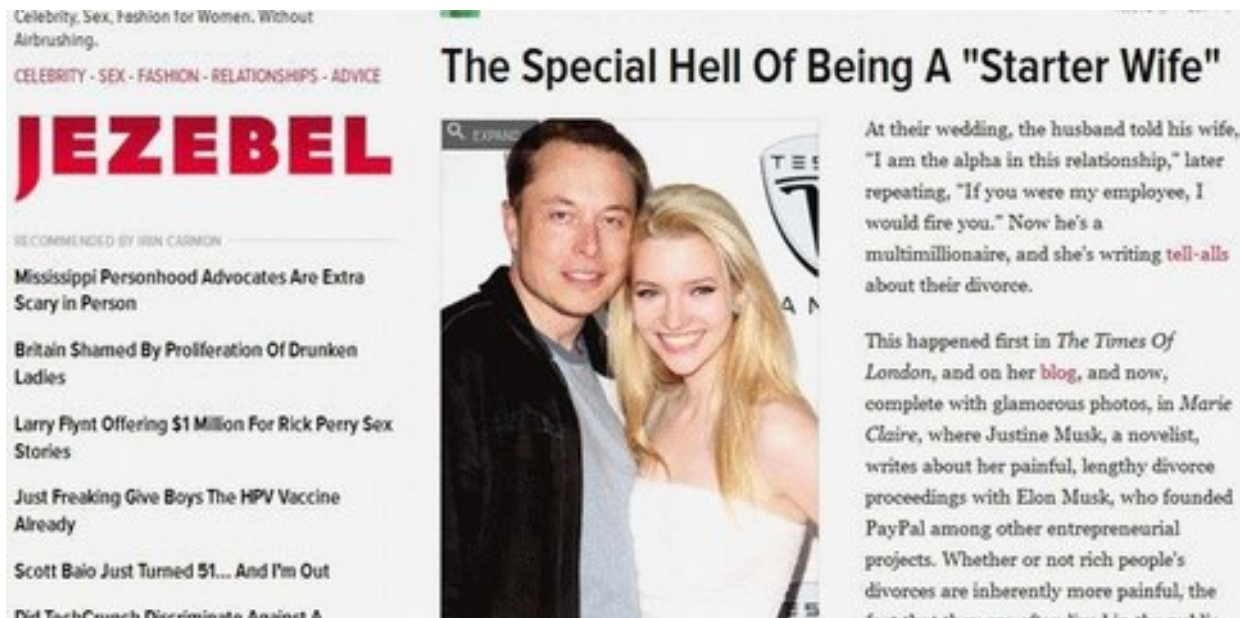 Celebrity, Sex, Fashion for Women. Without
Airbrushing.
CELEBRITY - SEX - FASHION - RELATIONSHIPS - ADVICE
JEZEBEL
RECOMMENDED BY IRIN CARMON
Mississippi Personhood Advocates Are Extra
Scary in Person
Britain Shamed By Proliferation Of Drunken
Ladies
Larry Flynt Offering $1 Million For Rick Perry Sex
Stories
Just Freaking Give Boys The HPV Vaccine
Already
Scott Baio Just Turned 51... And I'm Out
Did TechCrunch Discriminate Against A
The Special Hell Of Being A "Starter Wife"
EXPAND
TES
A N
ES
At their wedding, the husband told his wife,
"I am the alpha in this relationship," later
repeating, "If you were my employee, I
would fire you." Now he's a
multimillionaire, and she's writing tell-alls
about their divorce.
This happened first in The Times Of
London, and on her blog, and now,
complete with glamorous photos, in Marie
Claire, where Justine Musk, a novelist,
writes about her painful, lengthy divorce
proceedings with Elon Musk, who founded
PayPal among other entrepreneurial
projects. Whether or not rich people's
divorces are inherently more painful, the